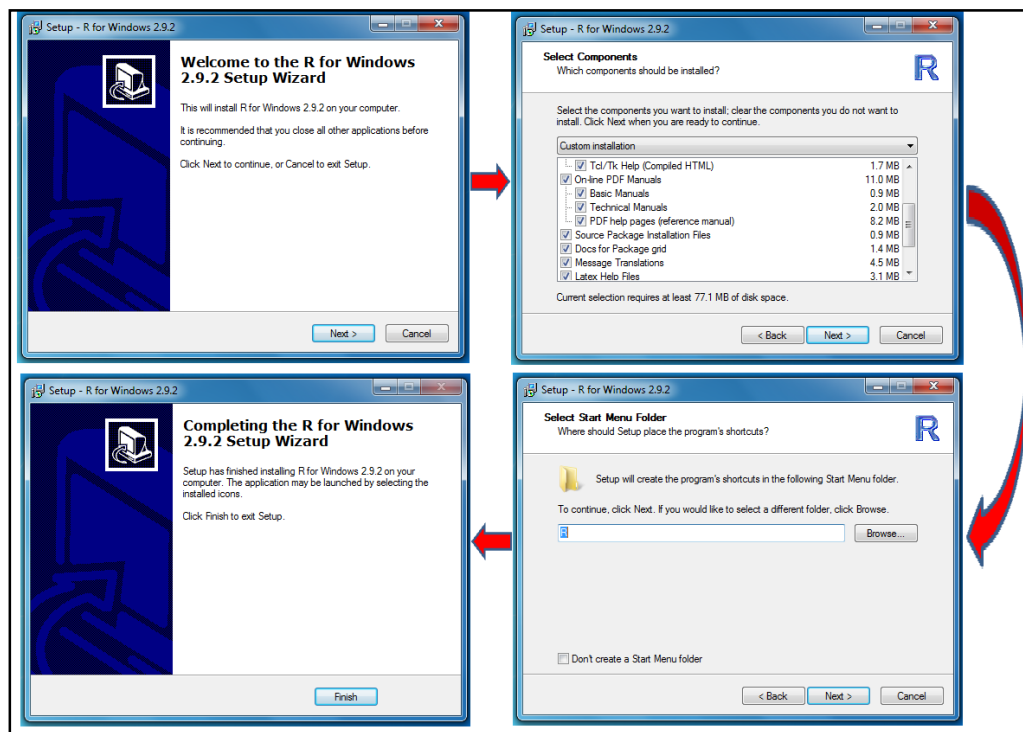 Setup - R for Windows 2.9.2
Welcome to the R for Windows
2.9.2 Setup Wizard
This will install R for Windows 2.9.2 on your computer.
It is recommended that you close all other applications before
continuing.
Click Next to continue, or Cancel to exit Setup.
Next >
Cancel
Setup - R for Windows 2.9.2
Select Components
Which components should be installed?
R
Select the components you want to install; clear the components you do not want to
install. Click Next when you are ready to continue.
Custom installation
Tcl/Tk Help (Compiled HTML) 1.7 MB
On-line PDF Manuals 11.0 MB
Basic Manuals 0.9 MB
Technical Manuals 2.0 MB
PDF help pages (reference manual) 8.2 MB
Source Package Installation Files 0.9 MB
Docs for Package grid 1.4 MB
Message Translations 4.5 MB
Latex Help Files 3.1 MB
Current selection requires at least 77.1 MB of disk space.
< Back
Next >
Cancel
Setup - R for Windows 2.9.2
Select Start Menu Folder
Where should Setup place the program's shortcuts?
R
Setup will create the program's shortcuts in the following Start Menu folder.
To continue, click Next. If you would like to select a different folder, click Browse.
R
Browse...
Don't create a Start Menu folder
< Back
Next >
Cancel
Setup - R for Windows 2.9.2
Completing the R for Windows
2.9.2 Setup Wizard
Setup has finished installing R for Windows 2.9.2 on your
computer. The application may be launched by selecting the
installed icons.
Click Finish to exit Setup.
Finish